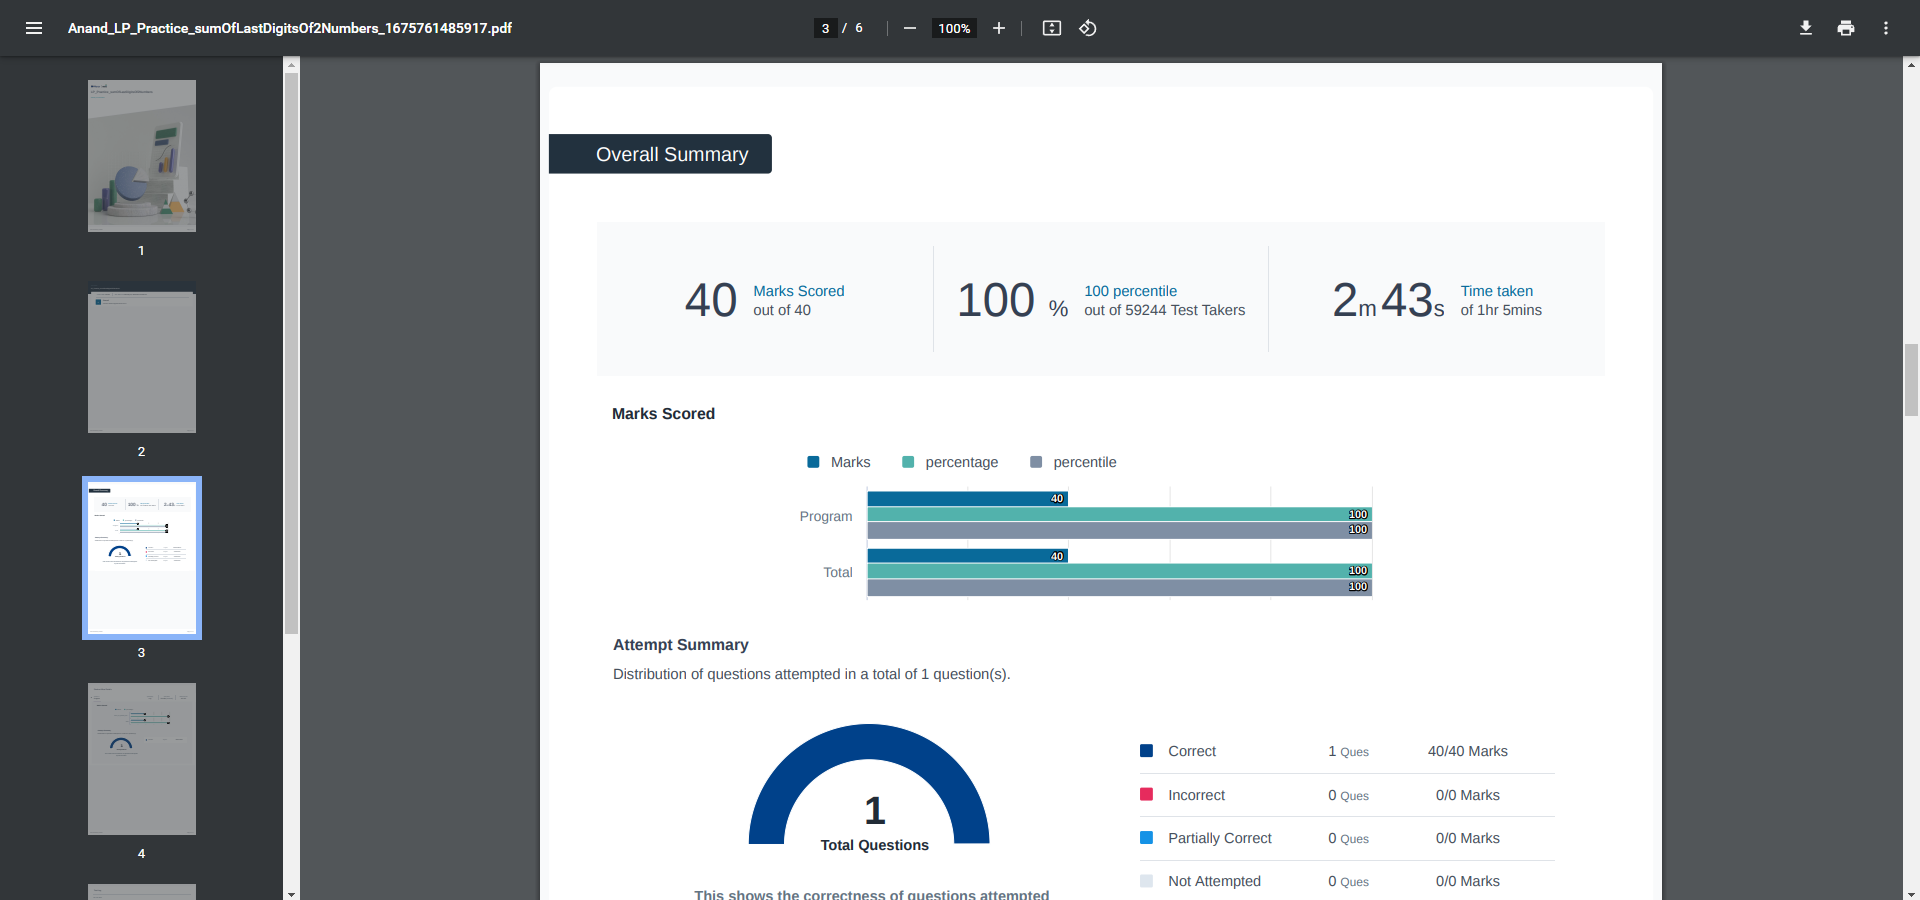 Anand_LP_Practice_sumOfLastDigitsOf2Numbers_1675761485917.pdf
3 / 6
100%
1
2
3
4
Overall Summary
40 Marks Scored
out of 40
100 % 100 percentile
out of 59244 Test Takers
2m 43s Time taken
of 1hr 5mins
Marks Scored
Marks percentage percentile
Program 40
100
100
Total 40
100
100
Attempt Summary
Distribution of questions attempted in a total of 1 question(s).
1
Total Questions
This shows the correctness of questions attempted
Correct 1 Ques 40/40 Marks
Incorrect 0 Ques 0/0 Marks
Partially Correct 0 Ques 0/0 Marks
Not Attempted 0 Ques 0/0 Marks